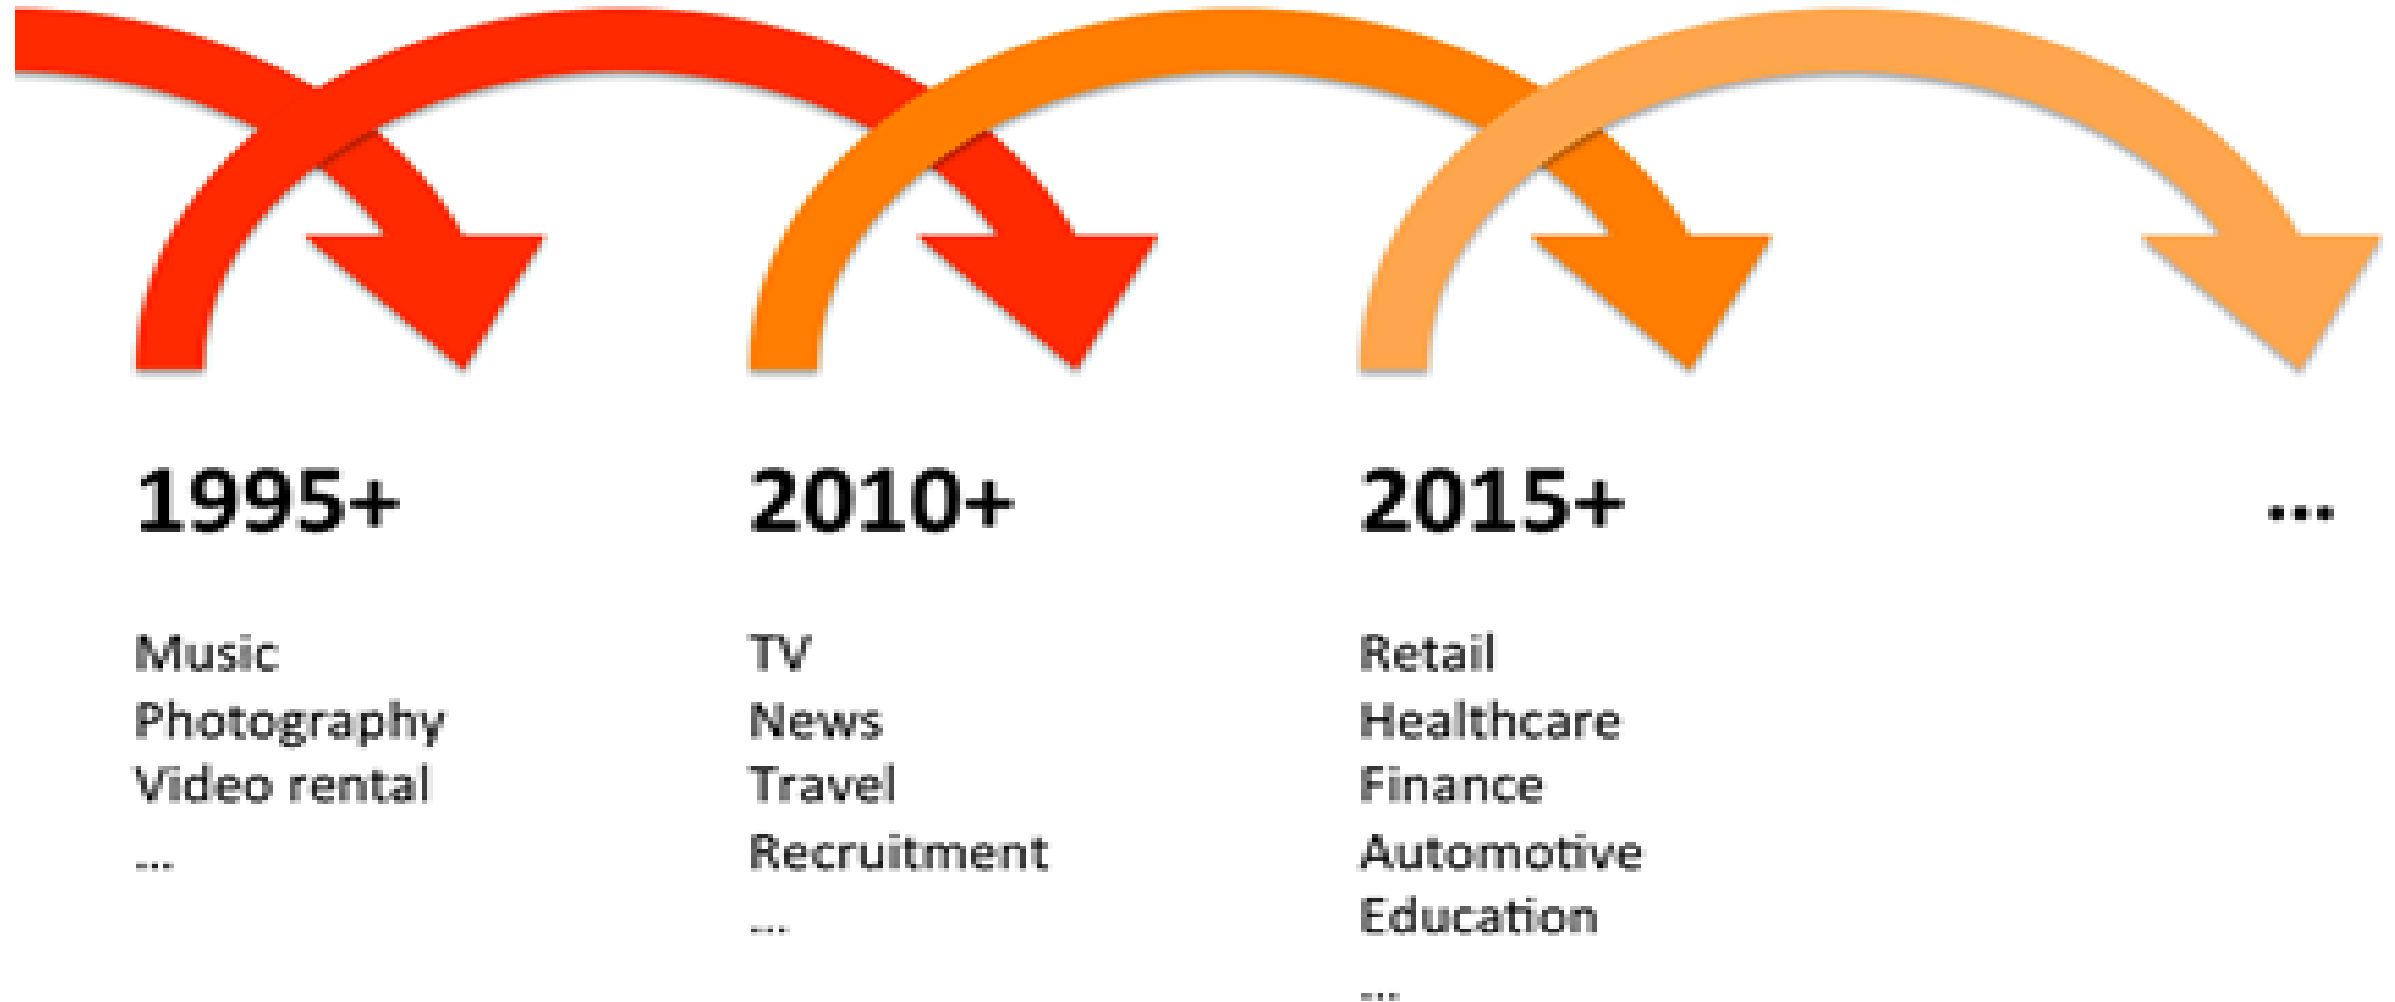 1995+
Music
Photography
Video rental
...
2010+
TV
News
Travel
Recruitment
...
2015+
Retail
Healthcare
Finance
Automotive
Education
...
...